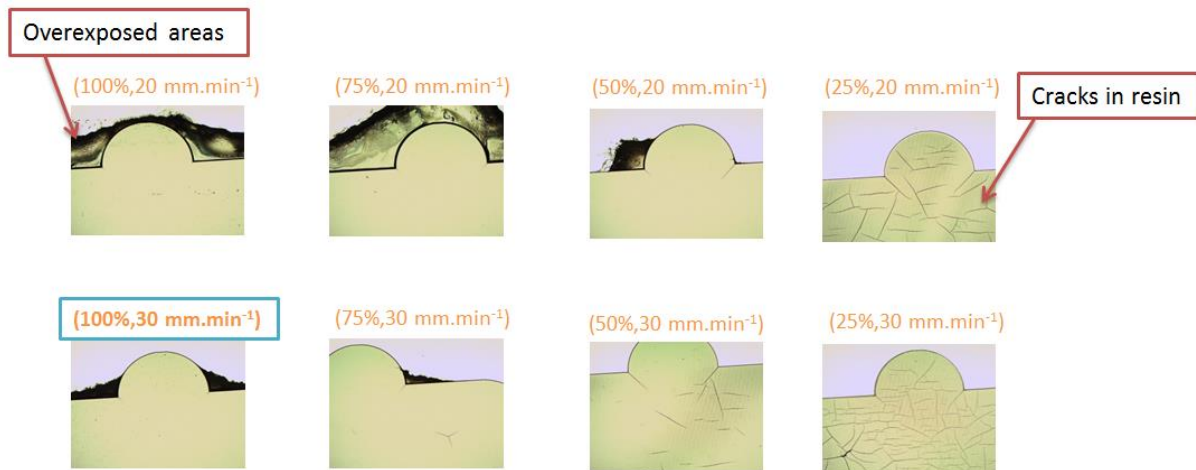 Overexposed areas
(100%,20 mm.min⁻¹)
(75%,20 mm.min⁻¹)
(50%,20 mm.min⁻¹)
(25%,20 mm.min⁻¹)
Cracks in resin
(100%,30 mm.min⁻¹)
(75%,30 mm.min⁻¹)
(50%,30 mm.min⁻¹)
(25%,30 mm.min⁻¹)